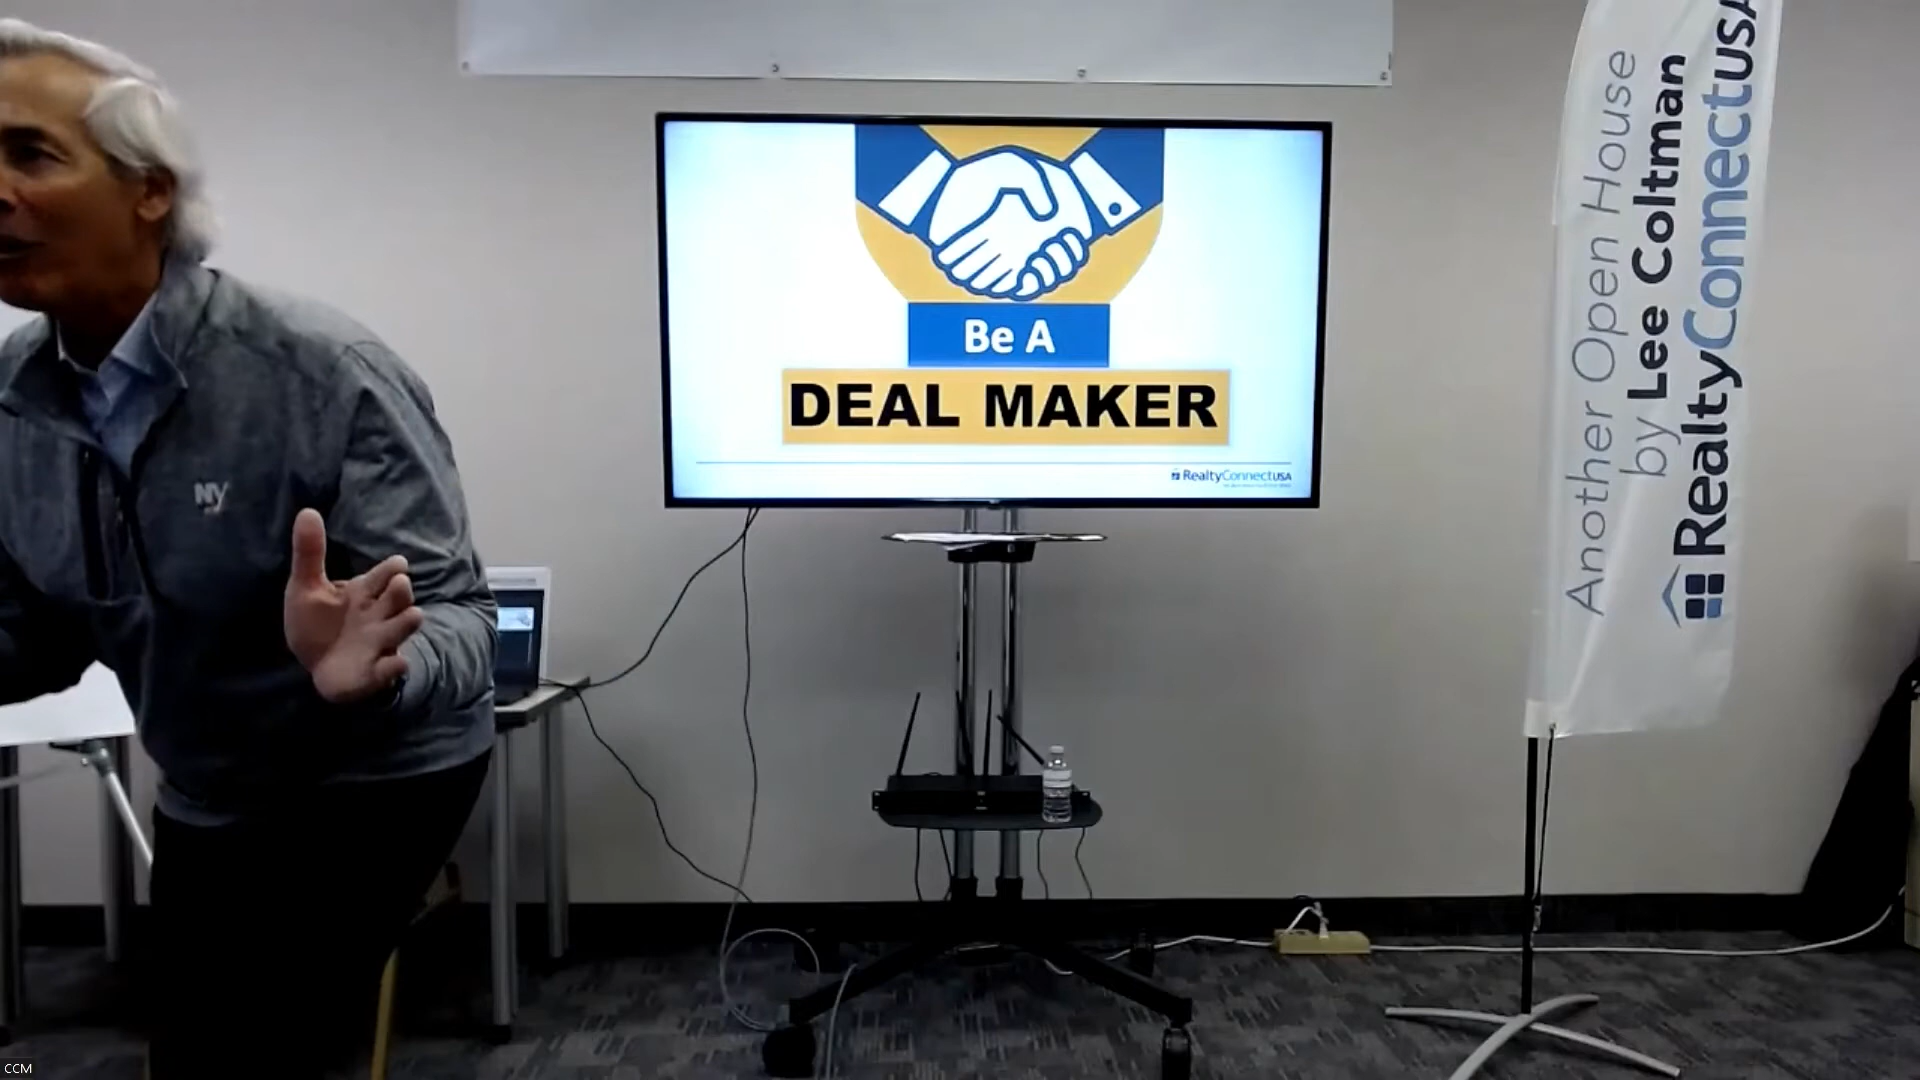 Be A
DEAL MAKER
RealtyConnectUSA
NY
Another Open House
by Lee Coltman
RealtyConnectUSA
CCM